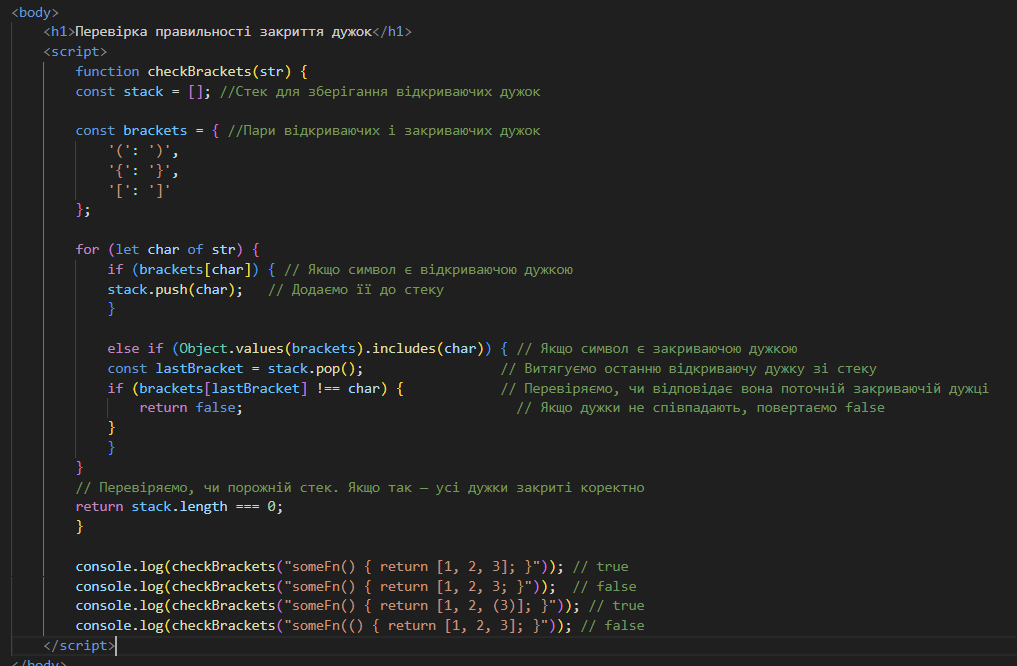 <body>
<h1>Перевірка правильності закриття дужок</h1>
<script>
function checkBrackets(str) {
const stack = []; //Стек для зберігання відкриваючих дужок
const brackets = { //Пари відкриваючих і закриваючих дужок
'(': ')',
'{': '}',
'[': ']'
};
for (let char of str) {
if (brackets[char]) { // Якщо символ є відкриваючою дужкою
stack.push(char); // Додаємо її до стеку
}
else if (Object.values(brackets).includes(char)) { // Якщо символ є закриваючою дужкою
const lastBracket = stack.pop(); // Витягуємо останню відкриваючу дужку зі стеку
if (brackets[lastBracket] !== char) { // Перевіряємо, чи відповідає вона поточній закриваючій дужці
return false; // Якщо дужки не співпадають, повертаємо false
}
}
}
// Перевіряємо, чи порожній стек. Якщо так — усі дужки закриті коректно
return stack.length === 0;
}
console.log(checkBrackets("someFn() { return [1, 2, 3]; }")); // true
console.log(checkBrackets("someFn() { return [1, 2, 3; }")); // false
console.log(checkBrackets("someFn() { return [1, 2, (3)]; }")); // true
console.log(checkBrackets("someFn(() { return [1, 2, 3]; }")); // false
</script>
</body>